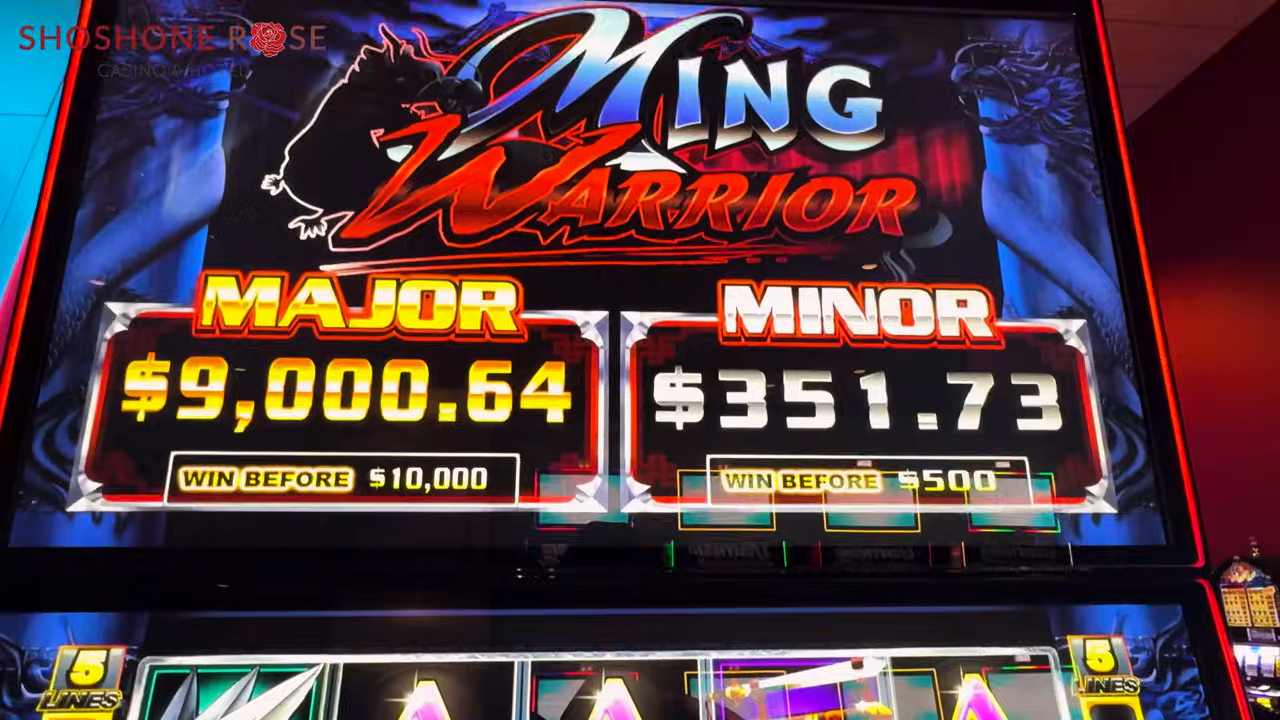 SHOSHONE ROSE
CASINO & HOTEL
MING
WARRIOR
MAJOR
$9,000.64
WIN BEFORE $10,000
MINOR
$351.73
WIN BEFORE $500
5
LINES
5
LINES